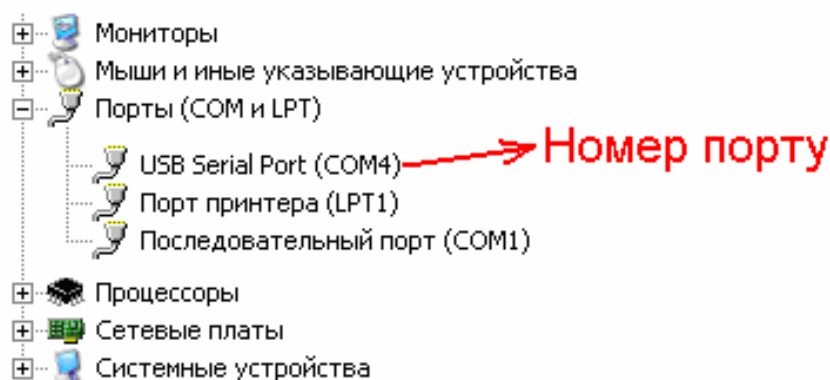 Мониторы
Мыши и иные указывающие устройства
Порты (COM и LPT)
USB Serial Port (COM4)
Номер порту
Порт принтера (LPT1)
Последовательный порт (COM1)
Процессоры
Сетевые платы
Системные устройства